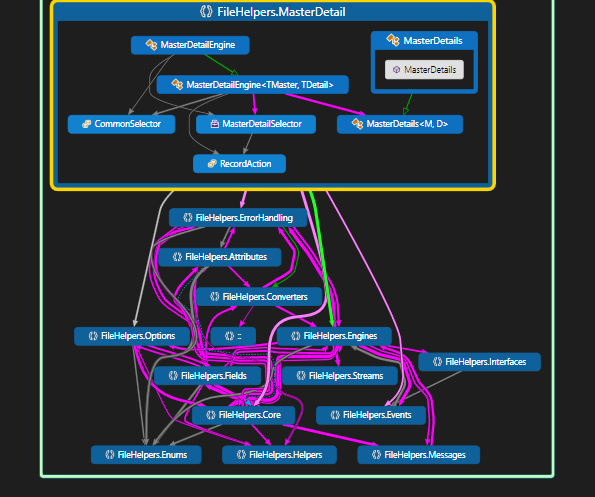 FileHelpers.MasterDetail
MasterDetailEngine
MasterDetails
MasterDetails
MasterDetailEngine<TMaster, TDetail>
CommonSelector
MasterDetailSelector
MasterDetails<M, D>
RecordAction
FileHelpers.ErrorHandling
FileHelpers.Attributes
FileHelpers.Converters
FileHelpers.Options
::
FileHelpers.Engines
FileHelpers.Interfaces
FileHelpers.Fields
FileHelpers.Streams
FileHelpers.Core
FileHelpers.Events
FileHelpers.Enums
FileHelpers.Helpers
FileHelpers.Messages